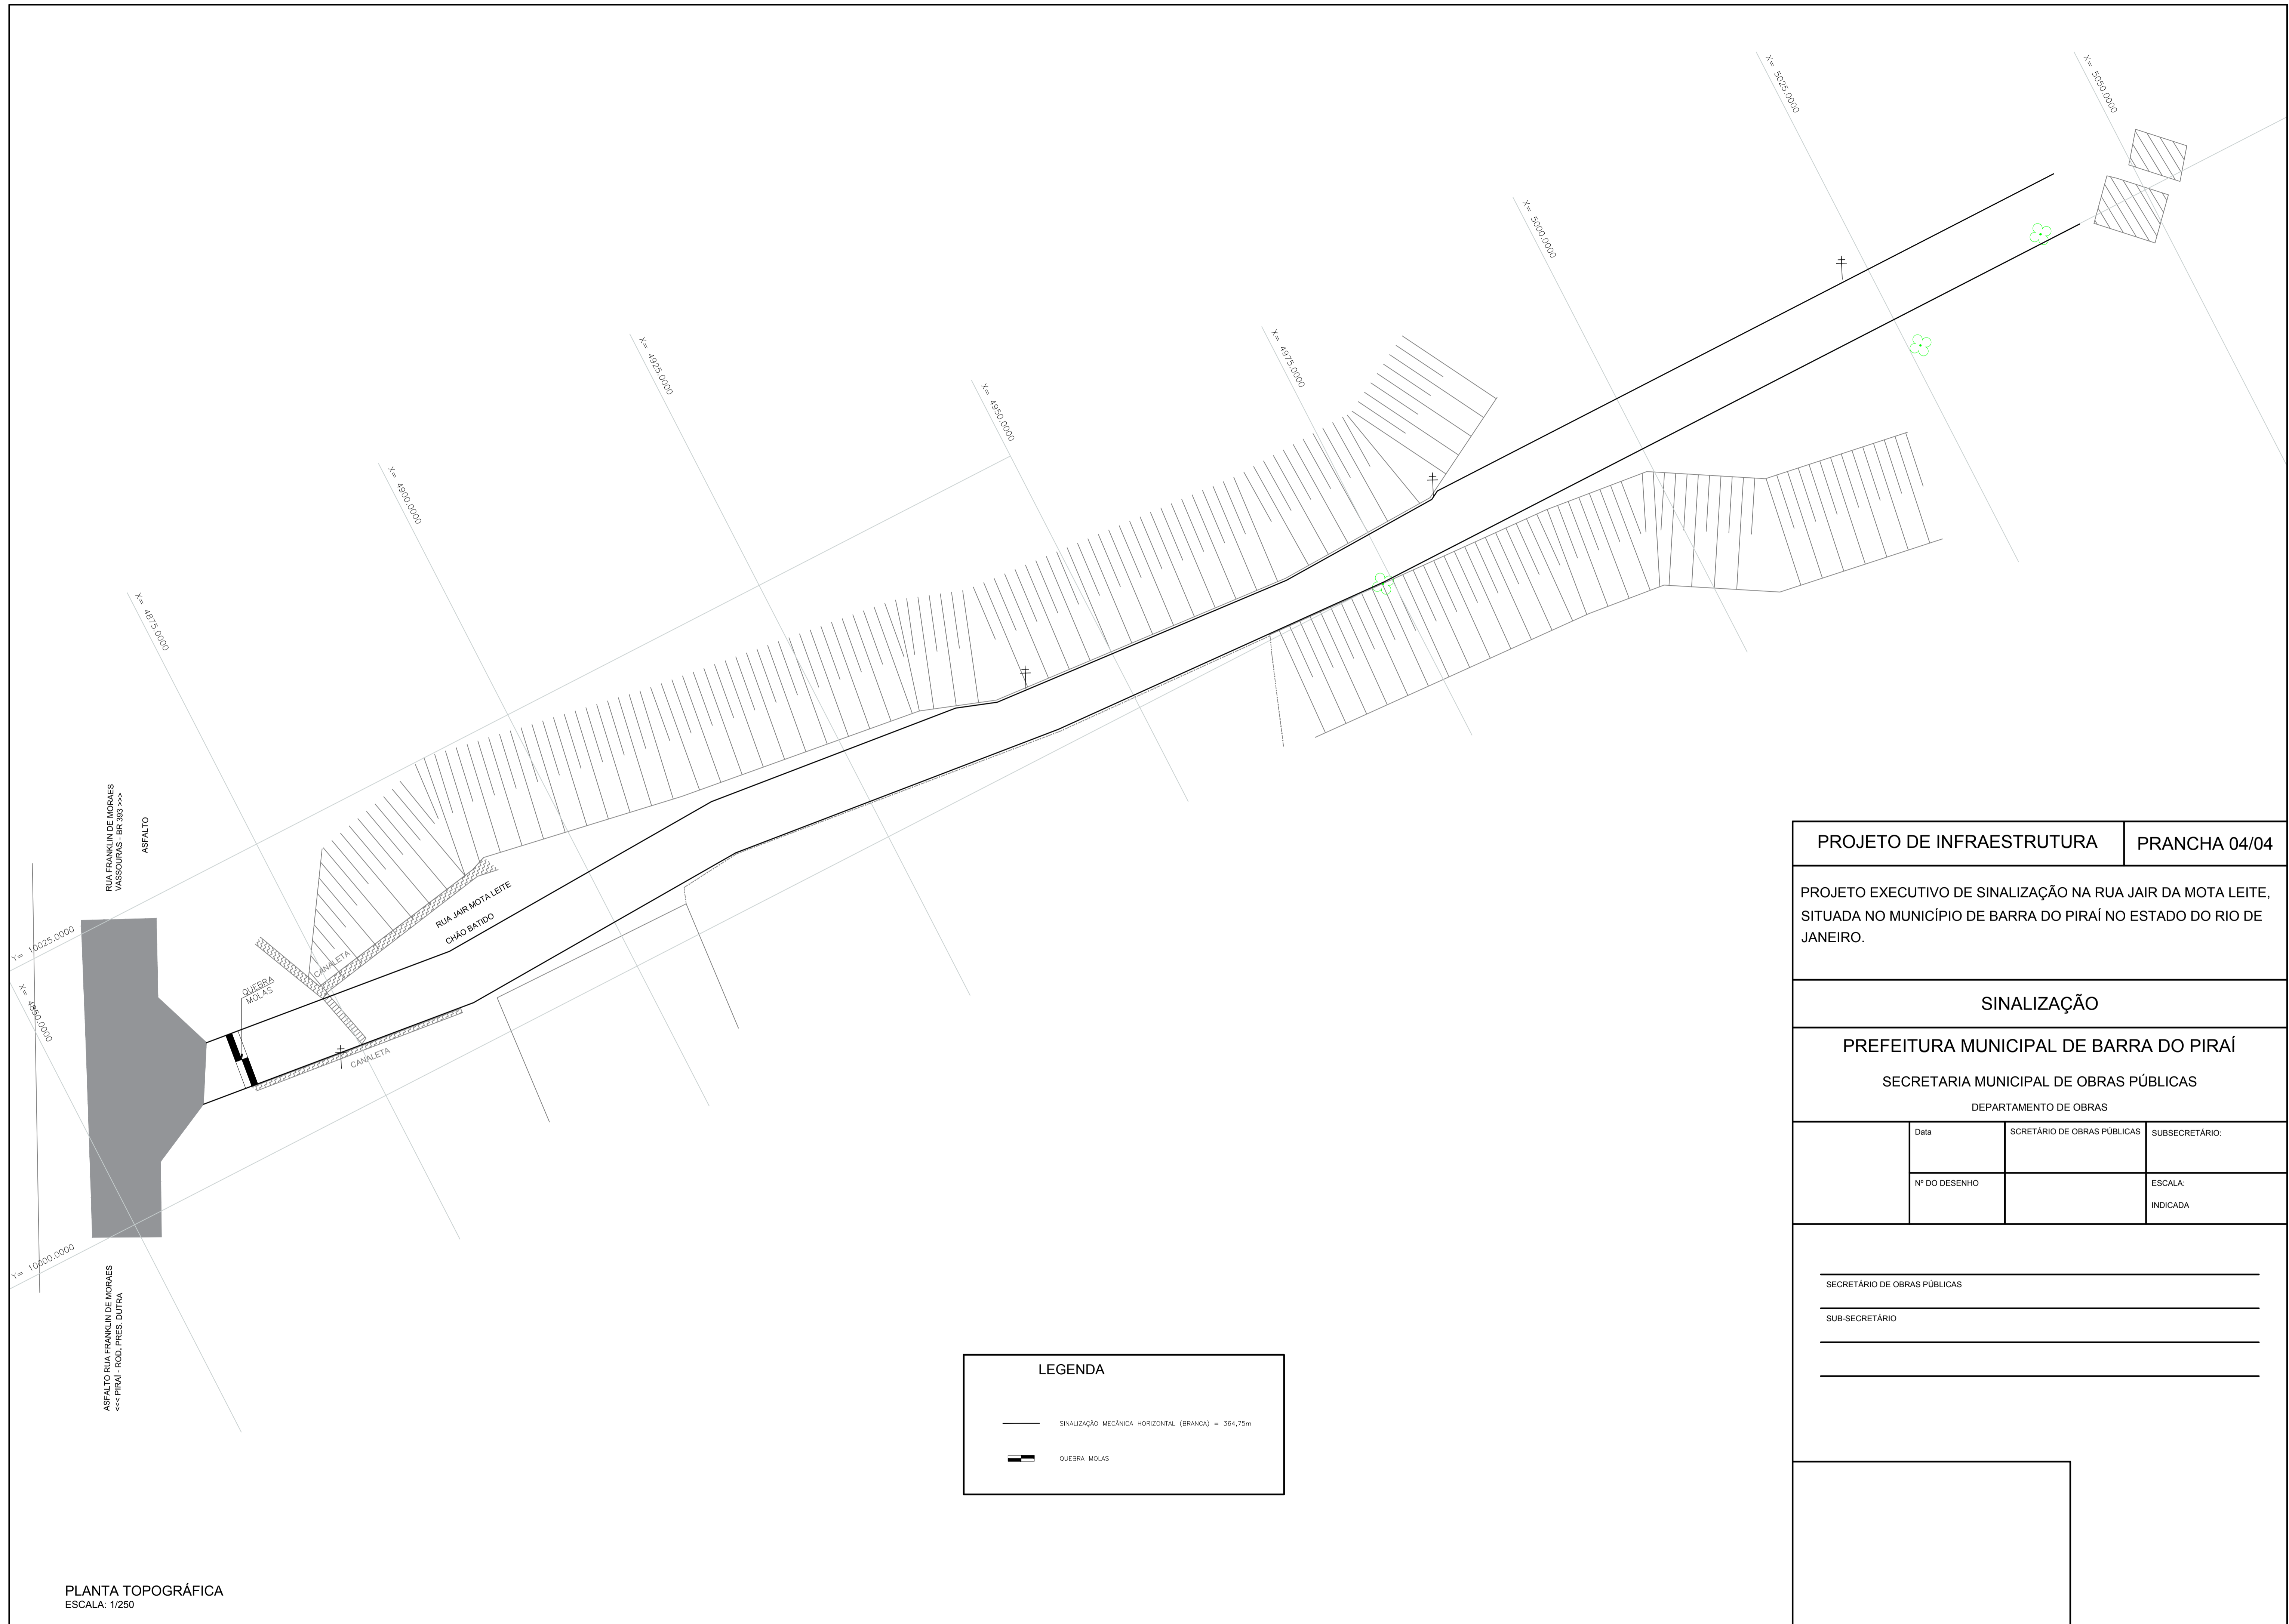 X= 5025.0000
X= 5050.0000
X= 5000.0000
X= 4975.0000
X= 4925.0000
X= 4950.0000
X= 4900.0000
X= 4875.0000
RUA FRANKLIN DE MORAES
VASSOURAS - BR 393 >>>
ASFALTO
Y= 10025.0000
X= 4850.0000
QUEBRA
MOLAS
CANALETA
RUA JAIR MOTA LEITE
CHÃO BATIDO
CANALETA
Y= 10000.0000
ASFALTO RUA FRANKLIN DE MORAES
<<< PIRAÍ - ROD. PRES. DUTRA
LEGENDA
SINALIZAÇÃO MECÂNICA HORIZONTAL (BRANCA) = 364,75m
QUEBRA MOLAS
PLANTA TOPOGRÁFICA
ESCALA: 1/250
PROJETO DE INFRAESTRUTURA
PRANCHA 04/04
PROJETO EXECUTIVO DE SINALIZAÇÃO NA RUA JAIR DA MOTA LEITE,
SITUADA NO MUNICÍPIO DE BARRA DO PIRAÍ NO ESTADO DO RIO DE
JANEIRO.
SINALIZAÇÃO
PREFEITURA MUNICIPAL DE BARRA DO PIRAÍ
SECRETARIA MUNICIPAL DE OBRAS PÚBLICAS
DEPARTAMENTO DE OBRAS
Data
SCRETÁRIO DE OBRAS PÚBLICAS
SUBSECRETÁRIO:
Nº DO DESENHO
ESCALA:
INDICADA
SECRETÁRIO DE OBRAS PÚBLICAS
SUB-SECRETÁRIO